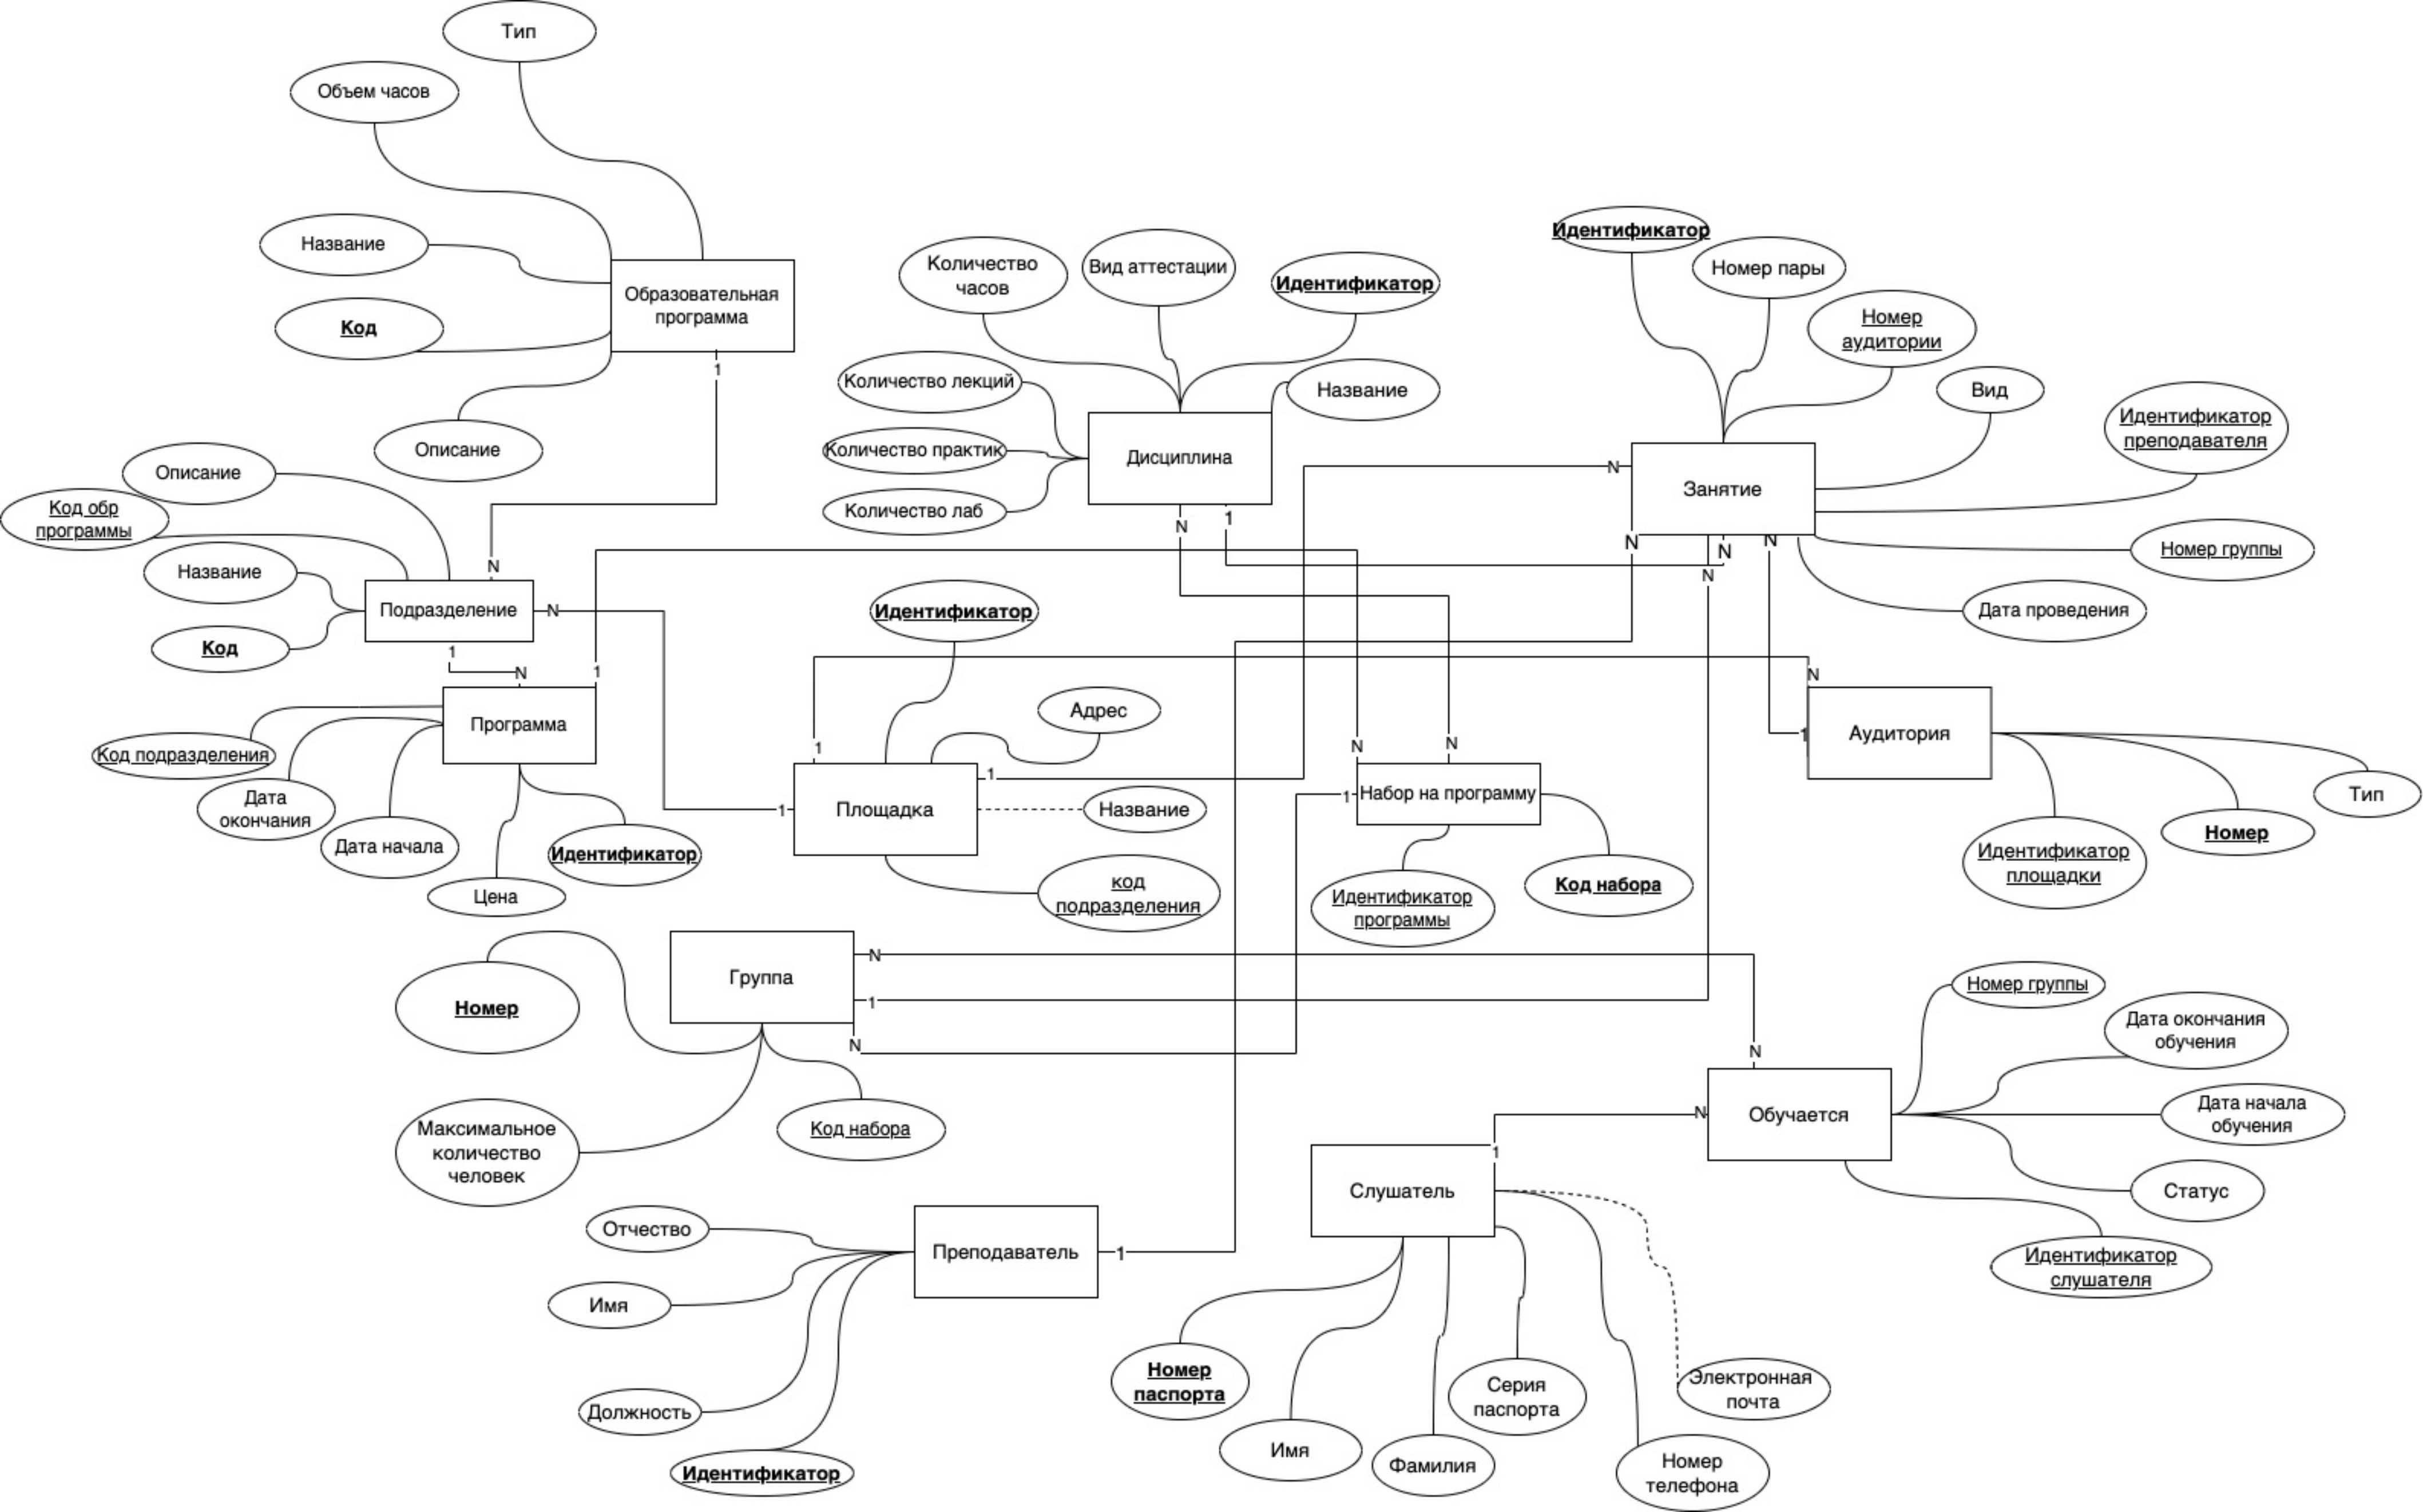 Тип
Объем часов
Название
Код
Описание
Образовательная
программа
1
N
Описание
Код обр
программы
Название
Код
Подразделение
N
1
N
1
Программа
Код подразделения
Дата
окончания
Дата начала
Цена
Идентификатор
Количество
часов
Вид аттестации
Идентификатор
Количество лекций
Название
Количество практик
Количество лаб
Дисциплина
N
1
Идентификатор
Номер пары
Номер
аудитории
Вид
Идентификатор
преподавателя
Занятие
N
N
N
N
N
Номер группы
Дата проведения
Идентификатор
Адрес
1
1
1
Площадка
Название
код
подразделения
N
N
1
Набор на программу
Идентификатор
программы
Код набора
N
1
Аудитория
Тип
Номер
Идентификатор
площадки
Группа
N
1
N
Номер
Максимальное
количество
человек
Код набора
Номер группы
Дата окончания
обучения
N
N
Обучается
Дата начала
обучения
Статус
Идентификатор
слушателя
1
Слушатель
Номер
паспорта
Имя
Фамилия
Серия
паспорта
Номер
телефона
Электронная
почта
Отчество
Имя
Должность
Идентификатор
Преподаватель
1